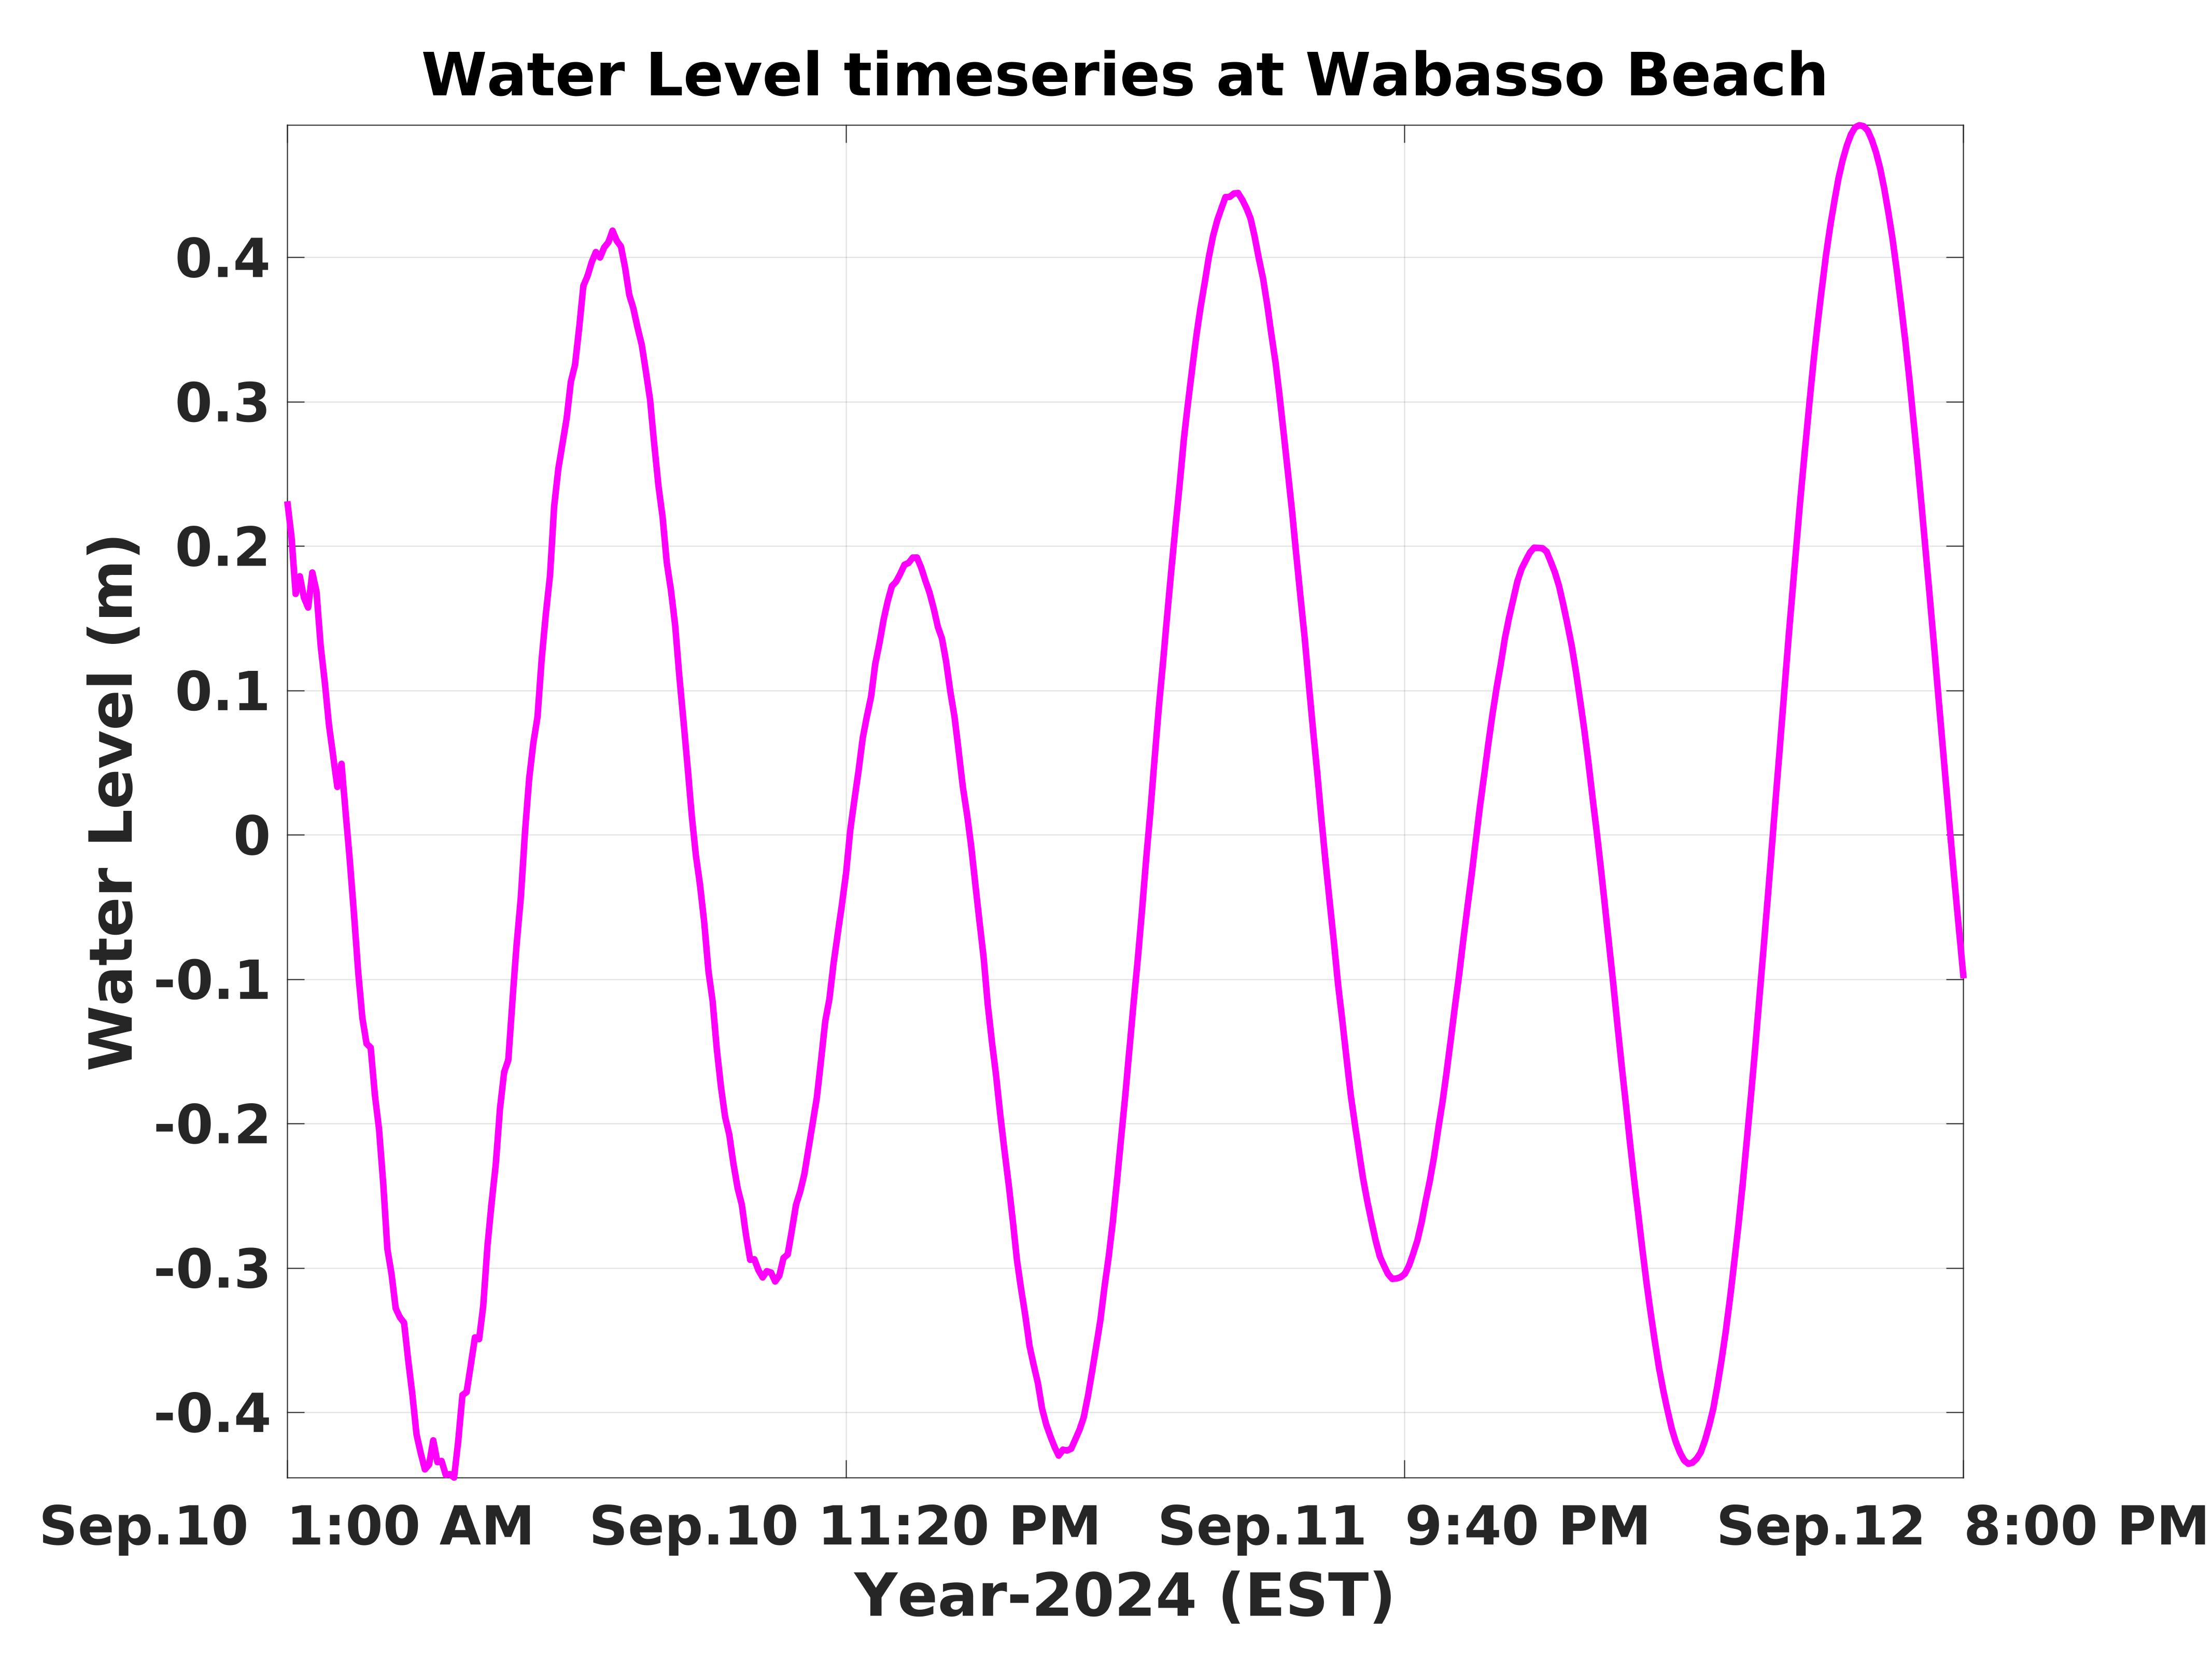 Water Level timeseries at Wabasso Beach
Water Level (m)
0.4
0.3
0.2
0.1
0
-0.1
-0.2
-0.3
-0.4
Sep.10 1:00 AM Sep.10 11:20 PM Sep.11 9:40 PM Sep.12 8:00 PM
Year-2024 (EST)